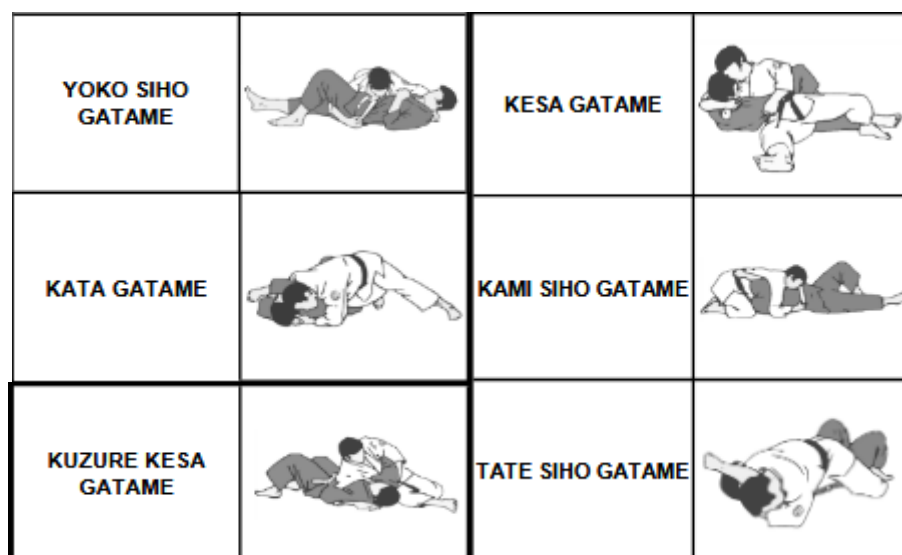 YOKO SIHO
GATAME
KESA GATAME
KATA GATAME
KAMI SIHO GATAME
KUZURE KESA
GATAME
TATE SIHO GATAME